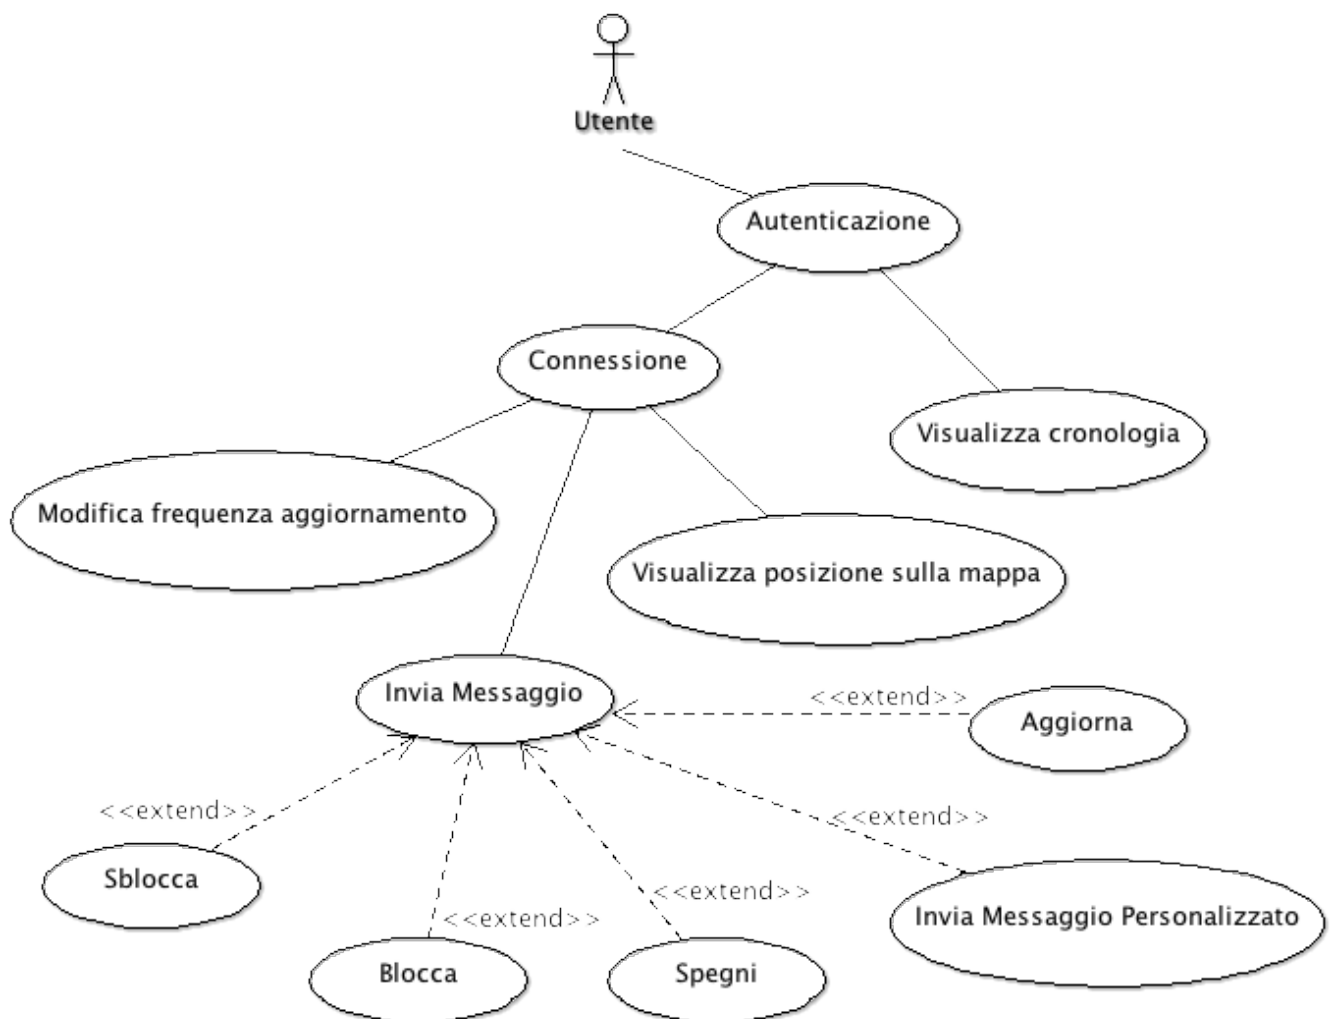 Utente
Autenticazione
Connessione
Visualizza cronologia
Modifica frequenza aggiornamento
Visualizza posizione sulla mappa
Invia Messaggio
<<extend>>
Aggiorna
<<extend>>
<<extend>>
Sblocca
<<extend>>
<<extend>>
Invia Messaggio Personalizzato
Blocca
Spegni